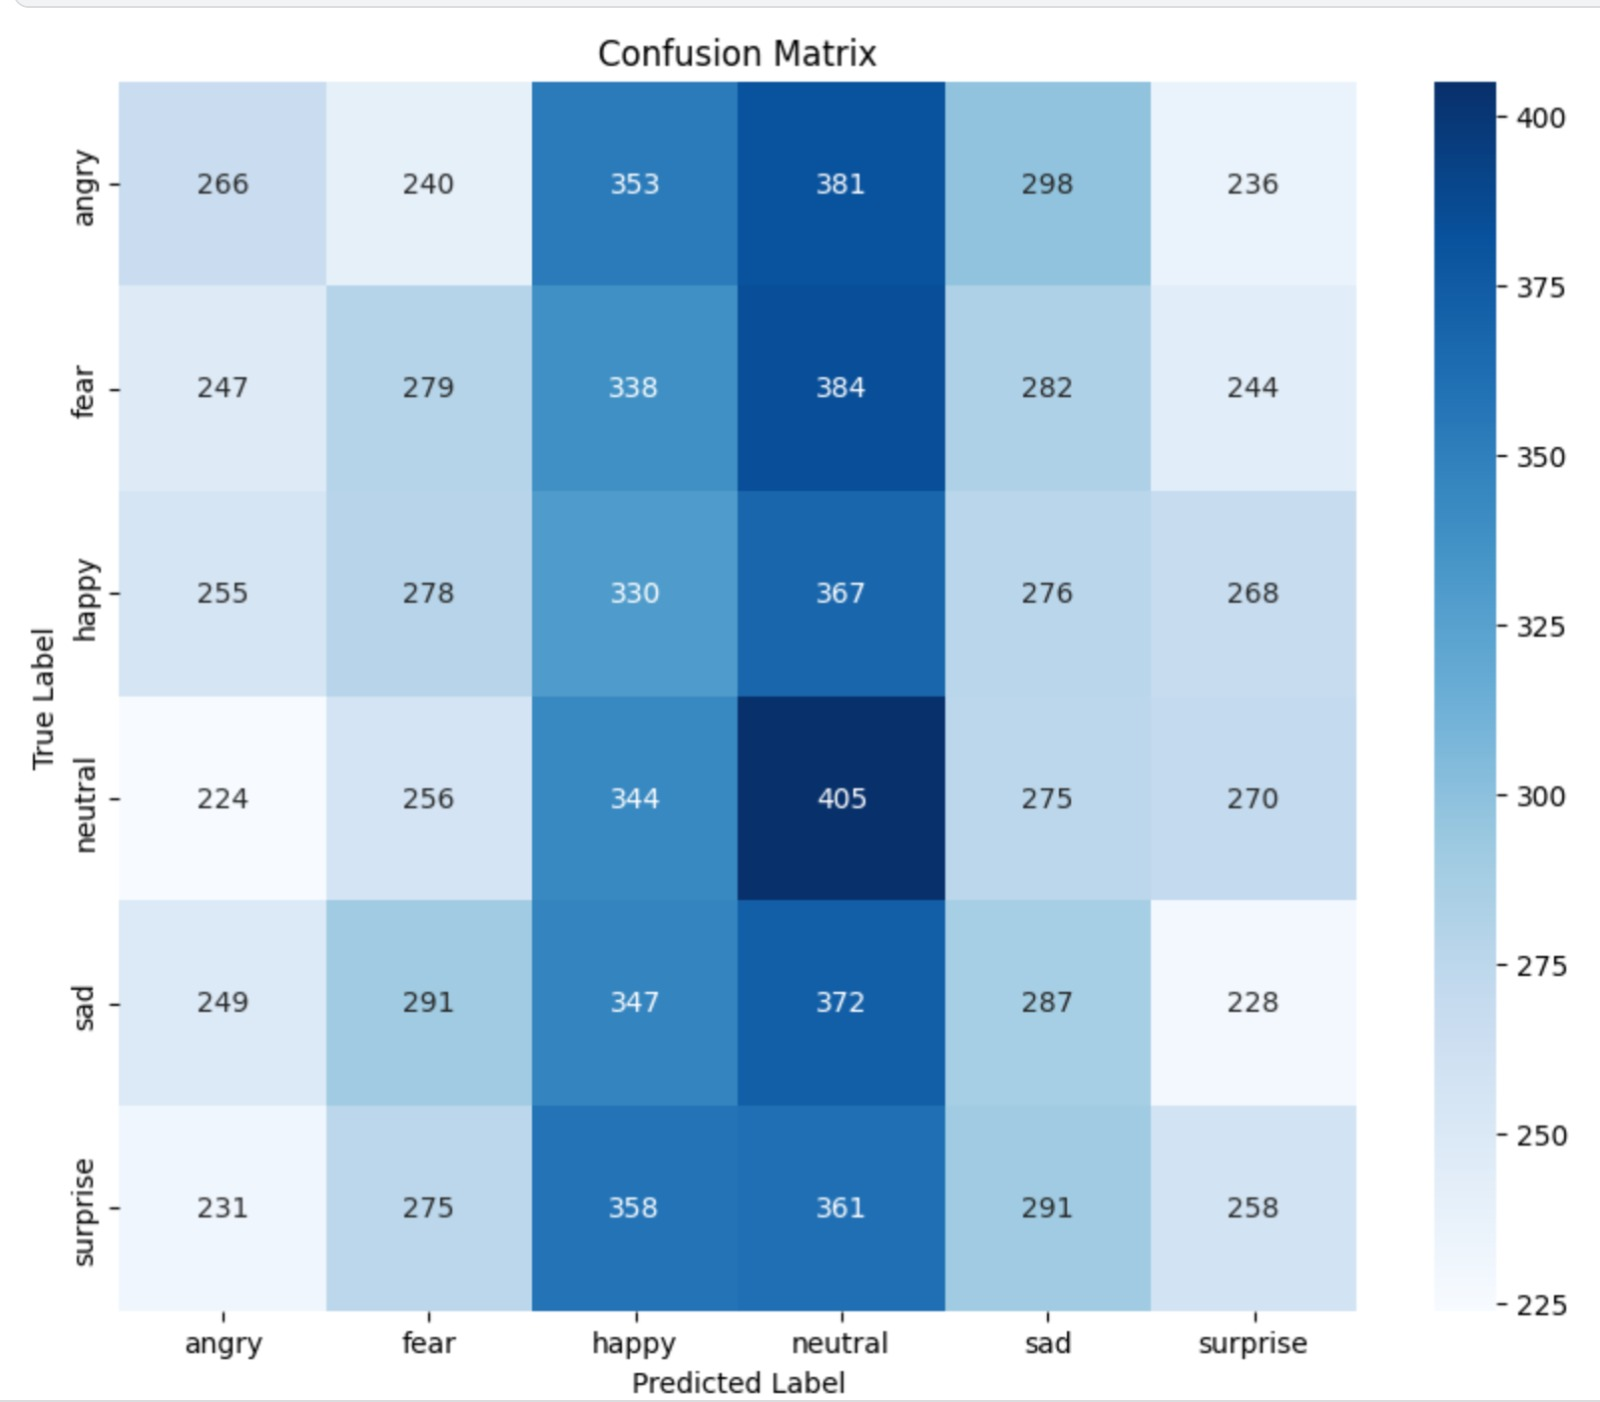 Confusion Matrix
True Label
angry 266 240 353 381 298 236
fear 247 279 338 384 282 244
happy 255 278 330 367 276 268
neutral 224 256 344 405 275 270
sad 249 291 347 372 287 228
surprise 231 275 358 361 291 258
angry fear happy neutral sad surprise
Predicted Label
400
375
350
325
300
275
250
225